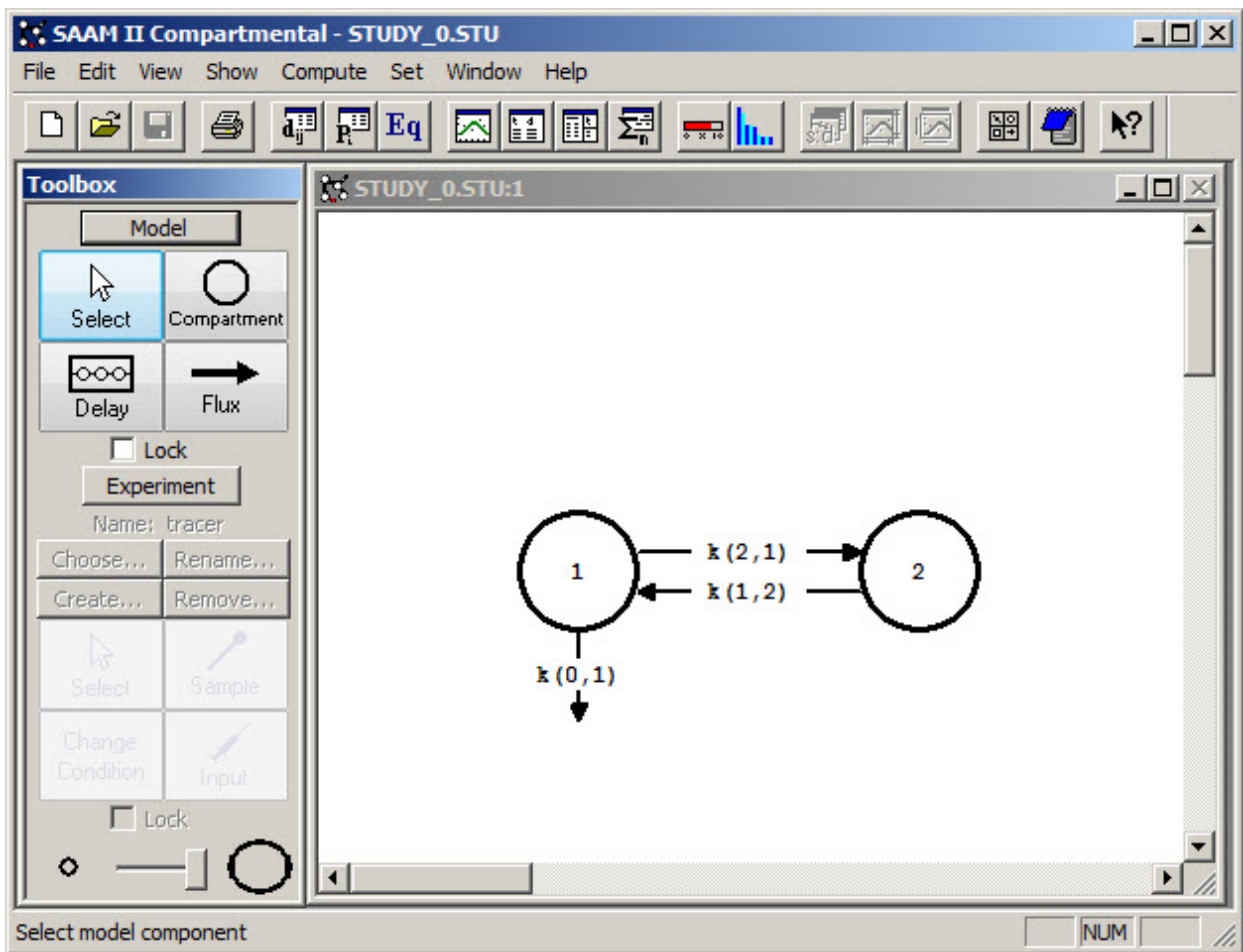 SAAM II Compartmental - STUDY_0.STU
File Edit View Show Compute Set Window Help
Eq
Toolbox
Model
Select Compartment
Delay Flux
Lock
Experiment
Name: tracer
Choose... Rename...
Create... Remove...
Select Sample
Change Condition Input
Lock
STUDY_0.STU:1
1 k(2,1) 2
k(1,2)
k(0,1)
Select model component NUM